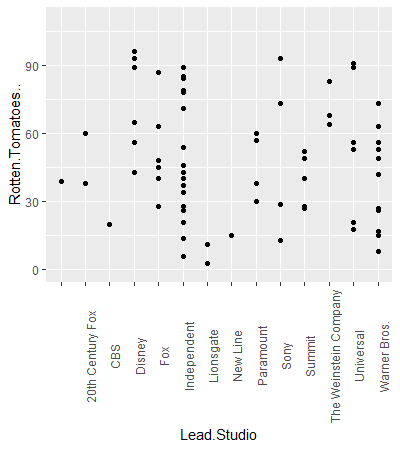 Rotten.Tomatoes..
90
60
30
0
20th Century Fox
CBS
Disney
Fox
Independent
Lionsgate
New Line
Paramount
Sony
Summit
The Weinstein Company
Universal
Warner Bros.
Lead.Studio